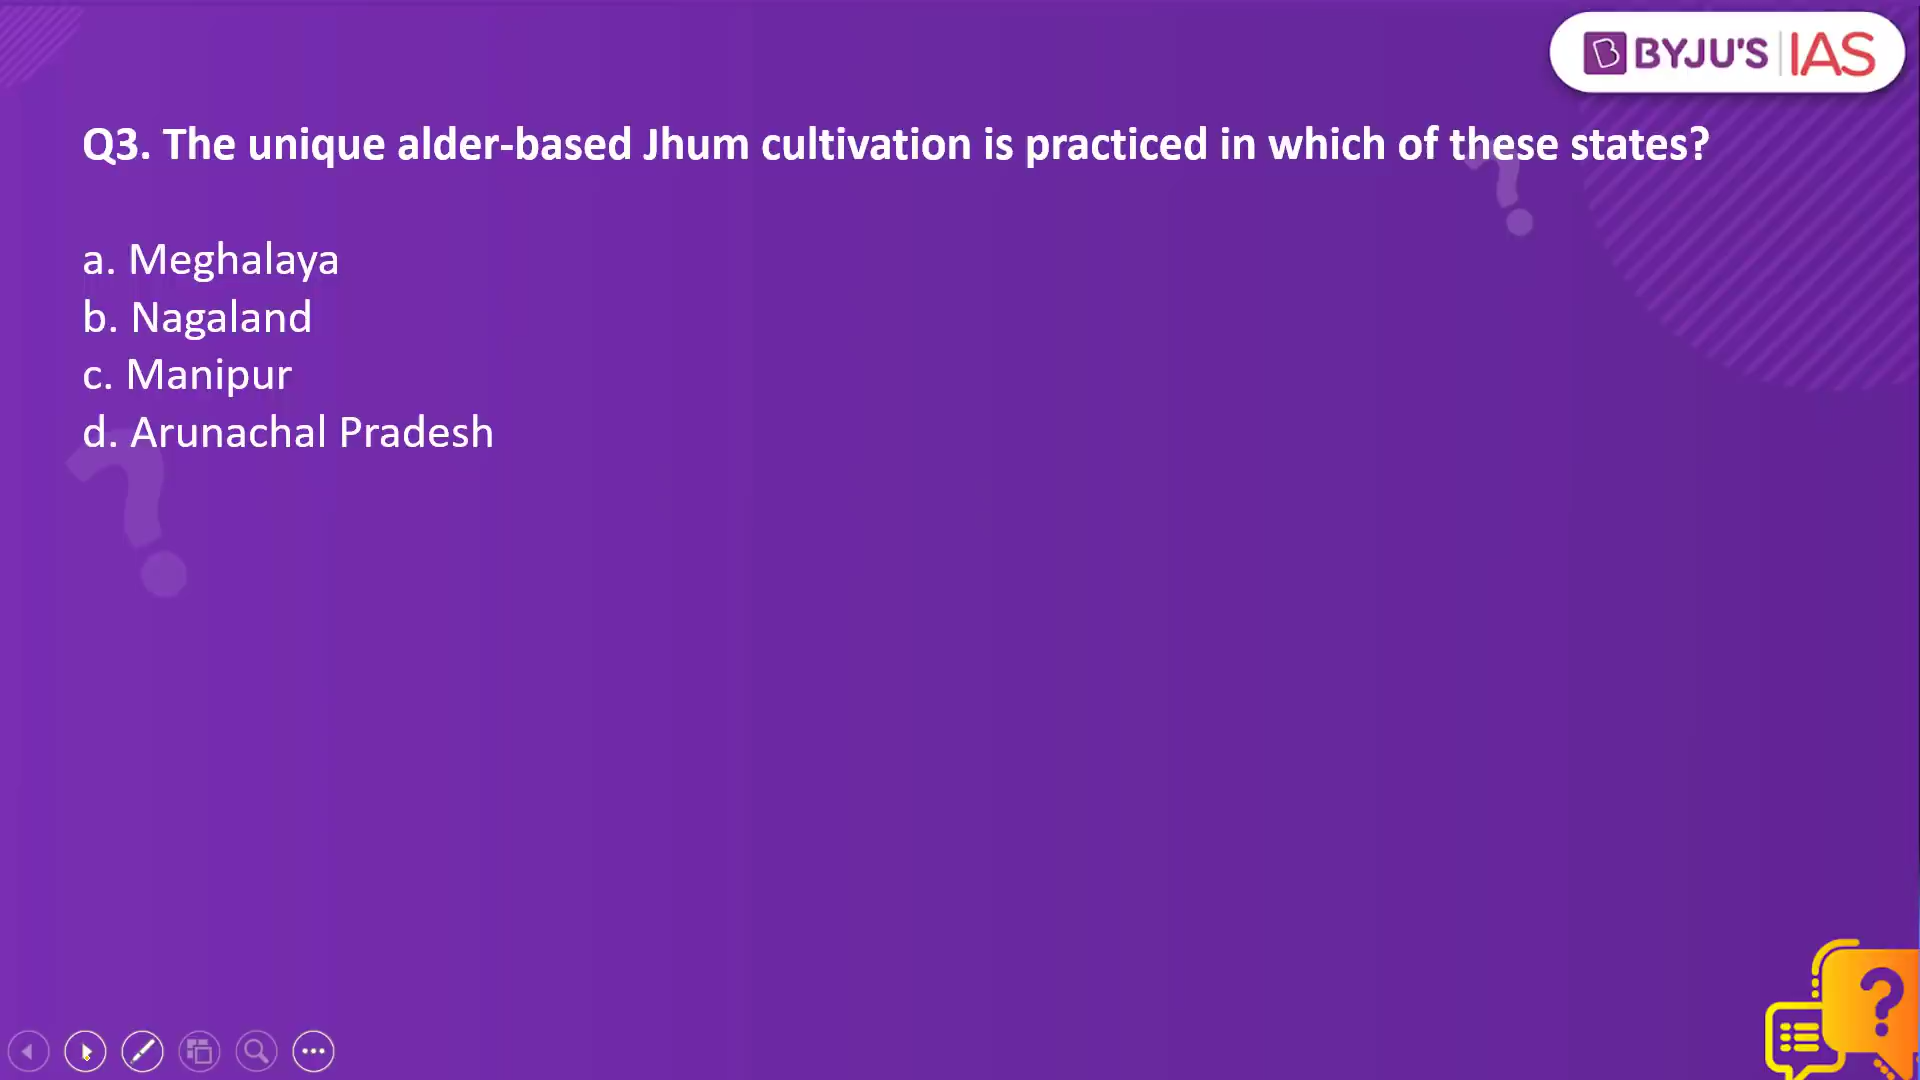 BYJU'S IAS
Q3. The unique alder-based Jhum cultivation is practiced in which of these states?
a. Meghalaya
b. Nagaland
c. Manipur
d. Arunachal Pradesh